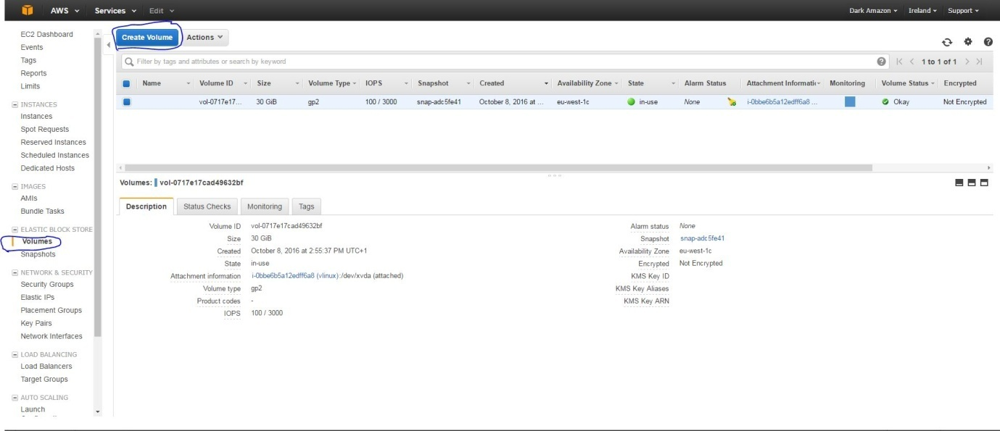 AWS Services Edit Dark Amazon Ireland Support
EC2 Dashboard
Events
Tags
Reports
Limits
INSTANCES
Instances
Spot Requests
Reserved Instances
Scheduled Instances
Dedicated Hosts
IMAGES
AMIs
Bundle Tasks
ELASTIC BLOCK STORE
Volumes
Snapshots
NETWORK & SECURITY
Security Groups
Elastic IPs
Placement Groups
Key Pairs
Network Interfaces
LOAD BALANCING
Load Balancers
Target Groups
AUTO SCALING
Launch
Create Volume Actions
Filter by tags and attributes or search by keyword 1 to 1 of 1
Name Volume ID Size Volume Type IOPS Snapshot Created Availability Zone State Alarm Status Attachment Informati Monitoring Volume Status Encrypted
vol-0717e17... 30 GiB gp2 100 / 3000 snap-adc5fe41 October 8, 2016 at ... eu-west-1c in-use None i-0bbe6b5a12edff6a8 ... Okay Not Encrypted
Volumes: vol-0717e17cad49632bf
Description Status Checks Monitoring Tags
Volume ID vol-0717e17cad49632bf
Size 30 GiB
Created October 8, 2016 at 2:55:37 PM UTC+1
State in-use
Attachment information i-0bbe6b5a12edff6a8 (vlinux):/dev/xvda (attached)
Volume type gp2
Product codes -
IOPS 100 / 3000
Alarm status None
Snapshot snap-adc5fe41
Availability Zone eu-west-1c
Encrypted Not Encrypted
KMS Key ID
KMS Key Aliases
KMS Key ARN